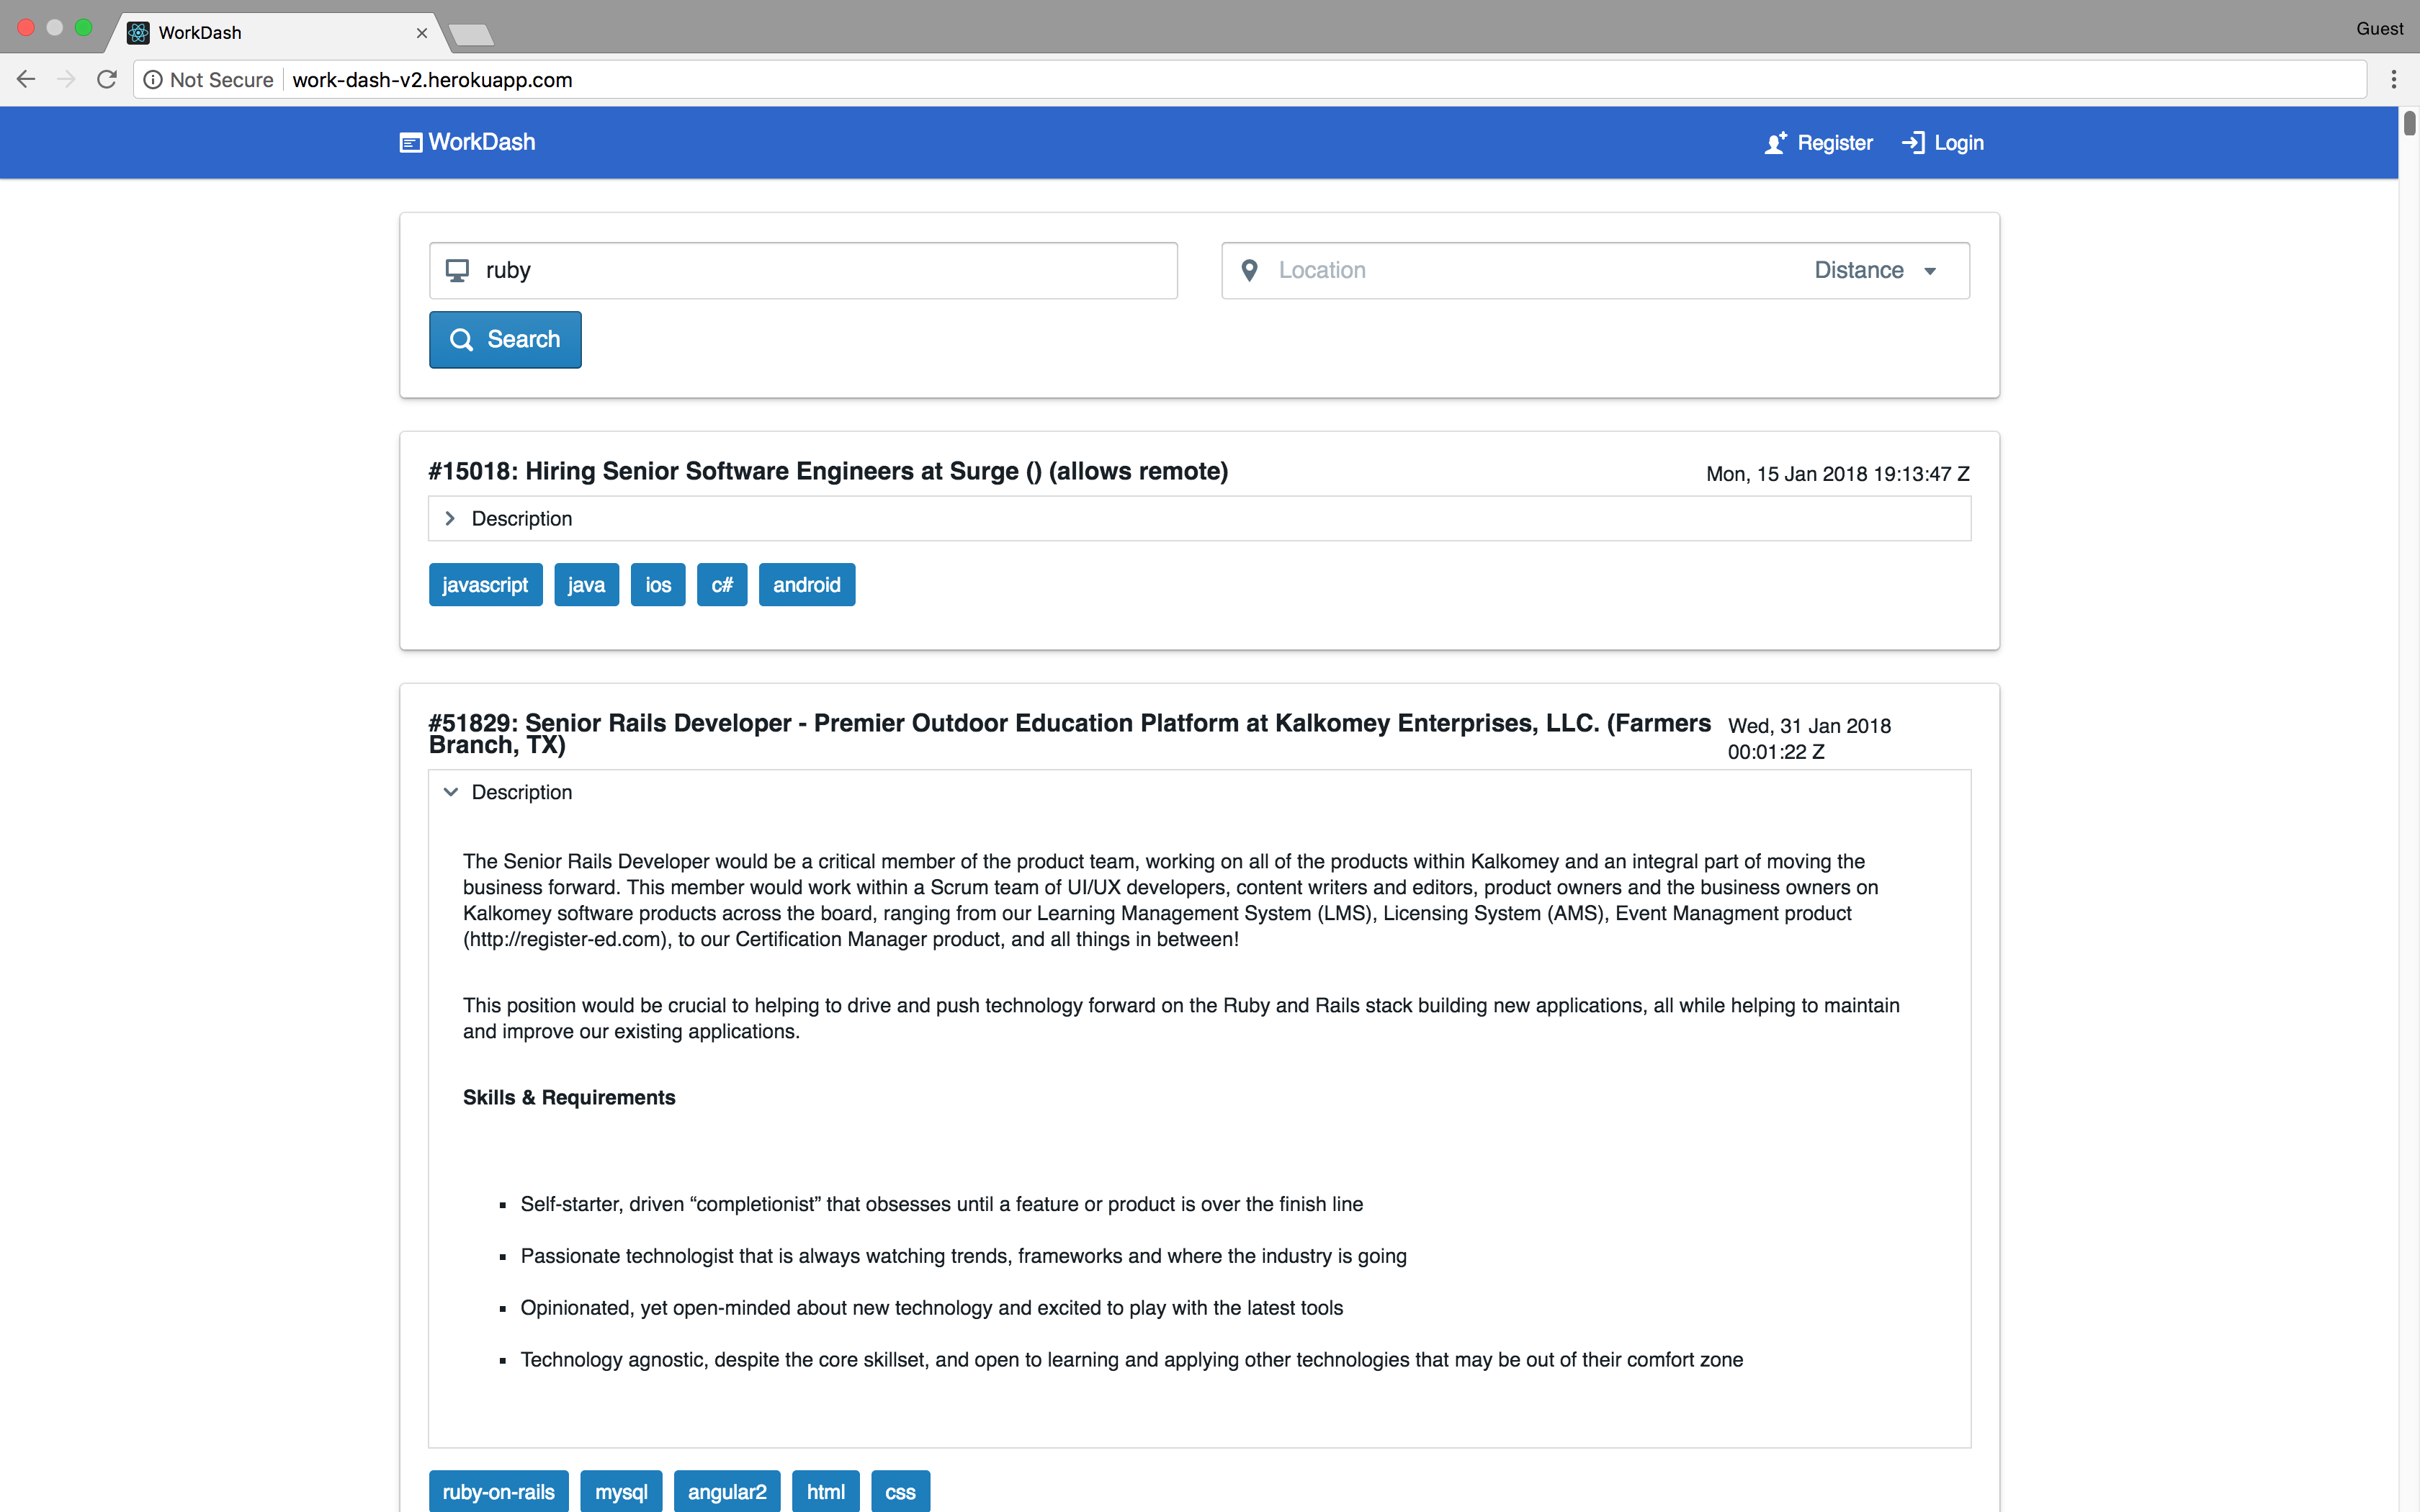 WorkDash
Guest
Not Secure work-dash-v2.herokuapp.com
WorkDash
Register
Login
ruby
Location
Distance
Search
#15018: Hiring Senior Software Engineers at Surge () (allows remote)
Mon, 15 Jan 2018 19:13:47 Z
Description
javascript java ios c# android
#51829: Senior Rails Developer - Premier Outdoor Education Platform at Kalkomey Enterprises, LLC. (Farmers
Branch, TX)
Wed, 31 Jan 2018
00:01:22 Z
Description
The Senior Rails Developer would be a critical member of the product team, working on all of the products within Kalkomey and an integral part of moving the
business forward. This member would work within a Scrum team of UI/UX developers, content writers and editors, product owners and the business owners on
Kalkomey software products across the board, ranging from our Learning Management System (LMS), Licensing System (AMS), Event Managment product
(http://register-ed.com), to our Certification Manager product, and all things in between!
This position would be crucial to helping to drive and push technology forward on the Ruby and Rails stack building new applications, all while helping to maintain
and improve our existing applications.
Skills & Requirements
▪ Self-starter, driven “completionist” that obsesses until a feature or product is over the finish line
▪ Passionate technologist that is always watching trends, frameworks and where the industry is going
▪ Opinionated, yet open-minded about new technology and excited to play with the latest tools
▪ Technology agnostic, despite the core skillset, and open to learning and applying other technologies that may be out of their comfort zone
ruby-on-rails mysql angular2 html css